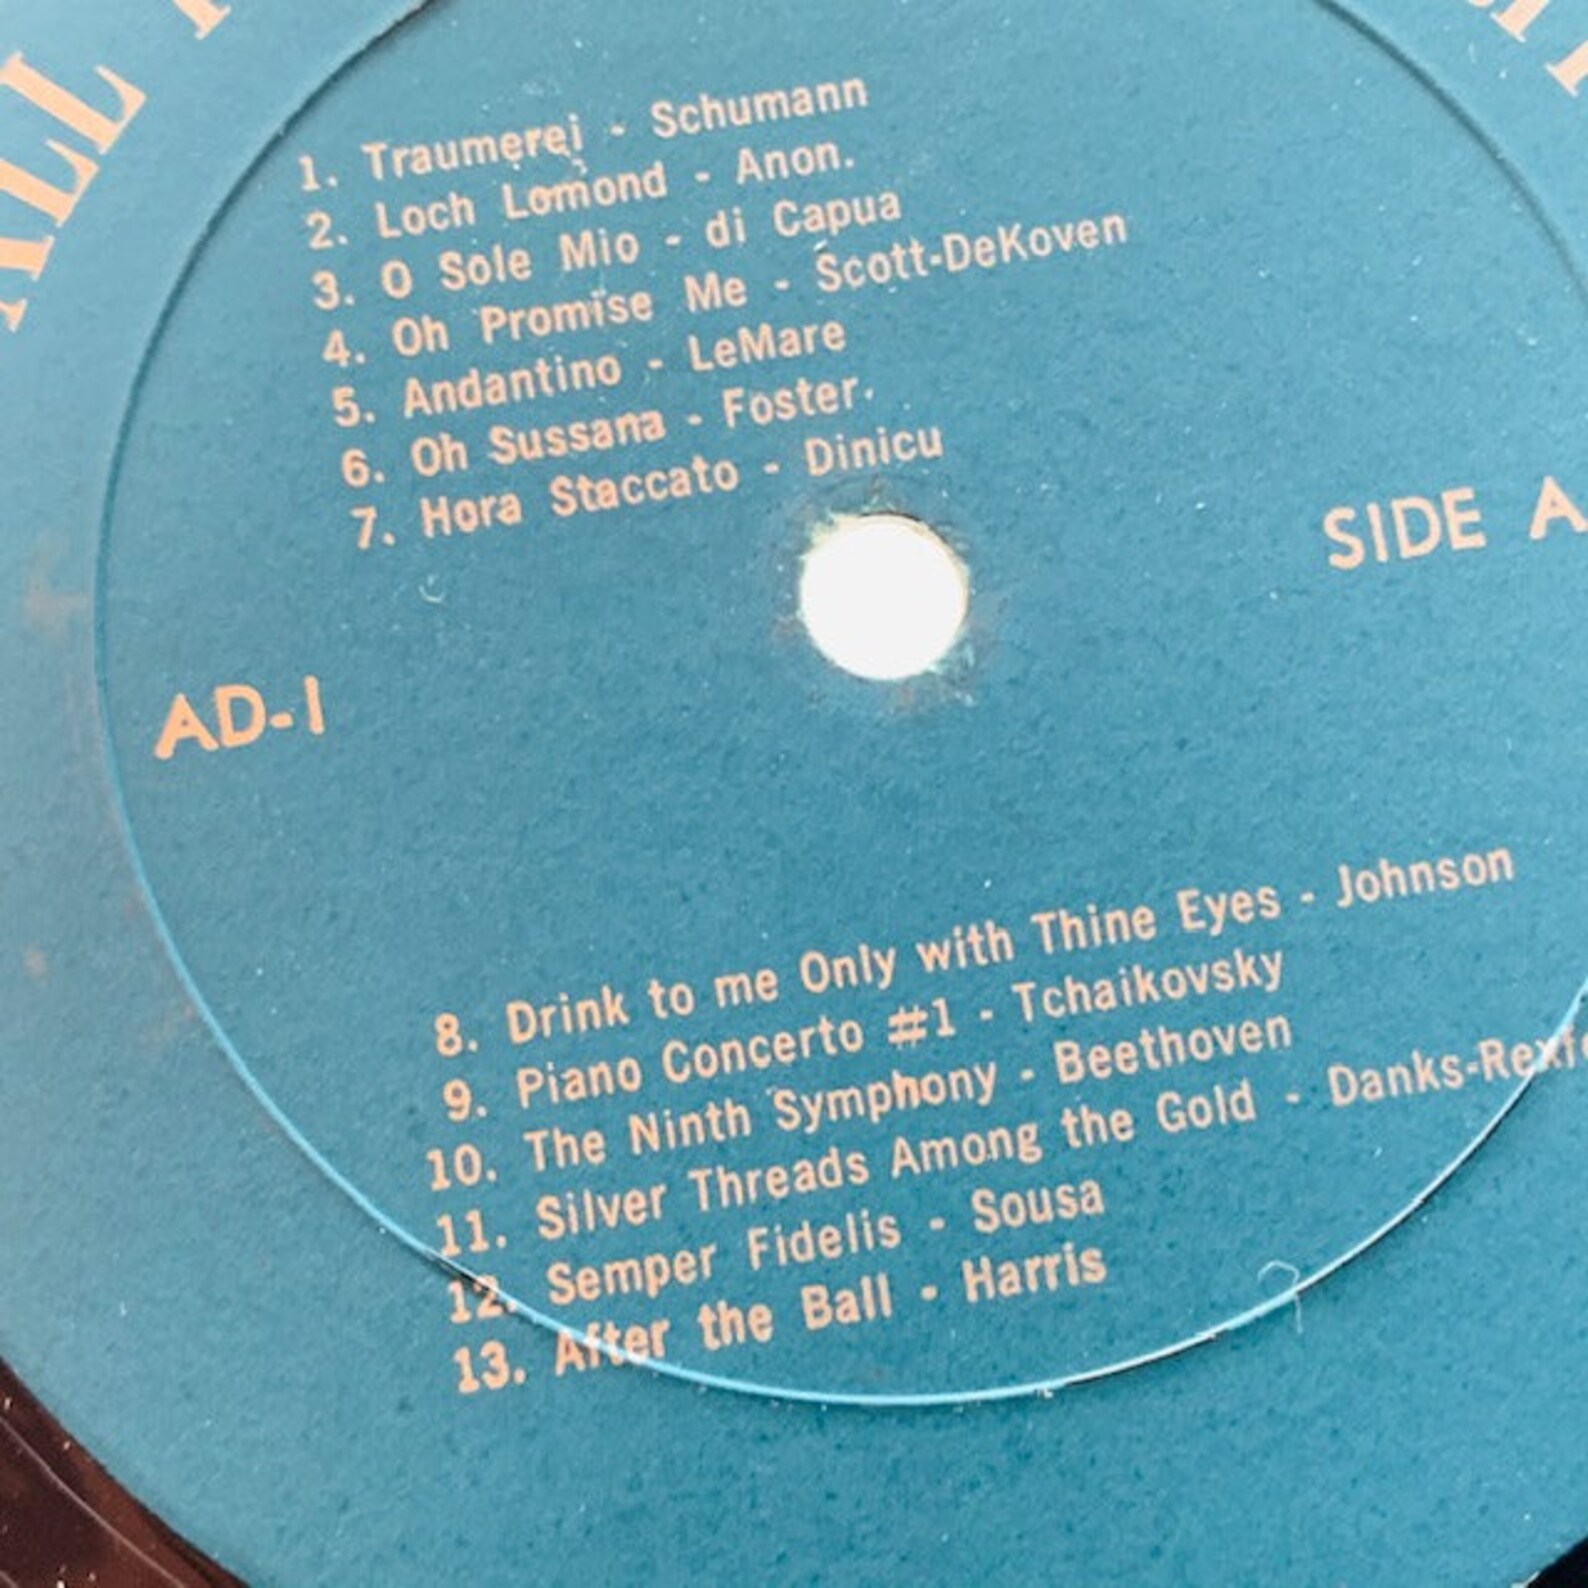 ALL
1. Traumerei - Schumann
2. Loch Lomond - Anon.
3. O Sole Mio - di Capua
4. Oh Promise Me - Scott-DeKoven
5. Andantino - LeMare
6. Oh Sussana - Foster
7. Hora Staccato - Dinicu
SIDE A
AD-1
8. Drink to me Only with Thine Eyes - Johnson
9. Piano Concerto #1 - Tchaikovsky
10. The Ninth Symphony - Beethoven
11. Silver Threads Among the Gold - Danks-
12. Semper Fidelis - Sousa
13. After the Ball - Harris